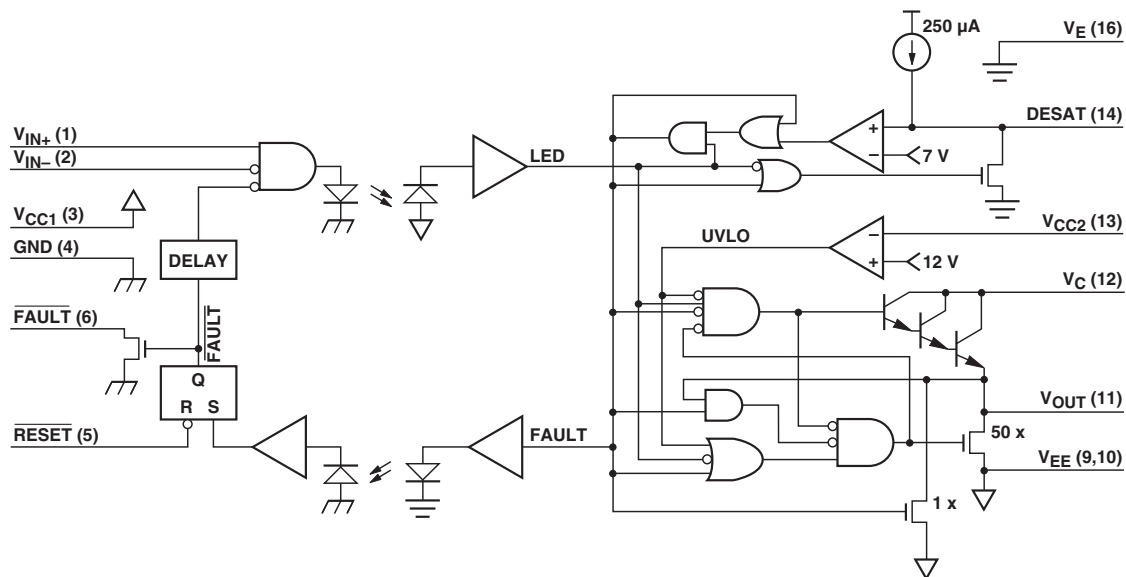 250 µA
VE (16)
VIN+ (1)
VIN– (2)
LED
DESAT (14)
7 V
VCC1 (3)
GND (4)
DELAY
UVLO
VCC2 (13)
12 V
VC (12)
FAULT (6)
FAULT
Q
R S
RESET (5)
FAULT
VOUT (11)
50 x
VEE (9,10)
1 x
+
–
–
+